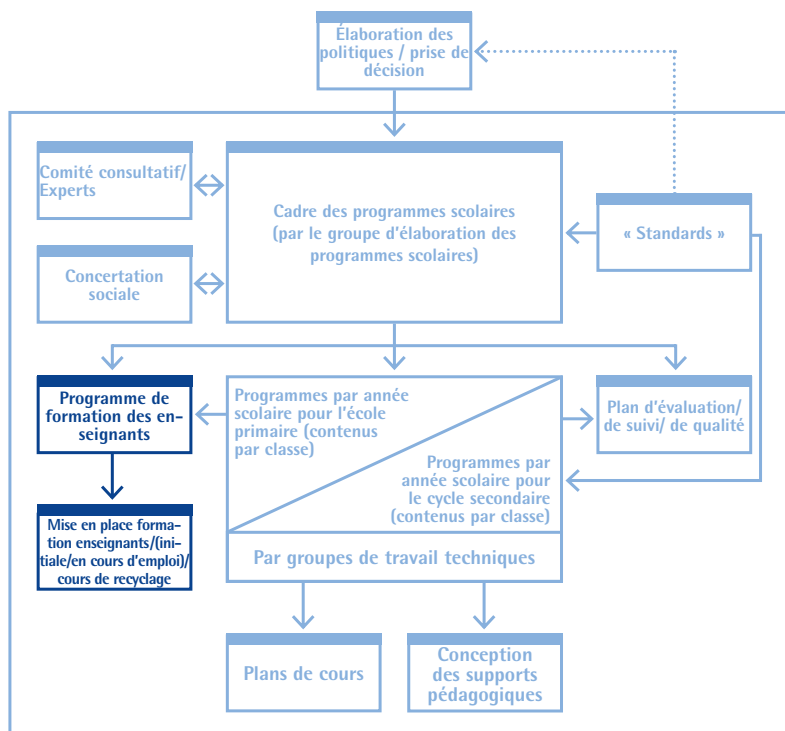 Élaboration des
politiques / prise de
décision
Comité consultatif/
Experts
Cadre des programmes scolaires
(par le groupe d'élaboration des
programmes scolaires)
« Standards »
Concertation
sociale
Programme de
formation des en-
seignants
Programmes par année
scolaire pour l'école
primaire (contenus
par classe)
Programmes par
année scolaire pour
le cycle secondaire
(contenus par classe)
Plan d'évaluation/
de suivi/ de qualité
Mise en place forma-
tion enseignants/(ini-
tiale/en cours d'emploi)/
cours de recyclage
Par groupes de travail techniques
Plans de cours
Conception
des supports
pédagogiques